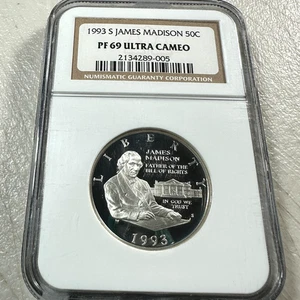 1993 S JAMES MADISON 50C
PF 69 ULTRA CAMEO
2134289-005
NUMISMATIC GUARANTY CORPORATION
LIBERTY
JAMES
MADISON
FATHER OF THE
BILL OF RIGHTS
IN GOD WE
TRUST
S
1993